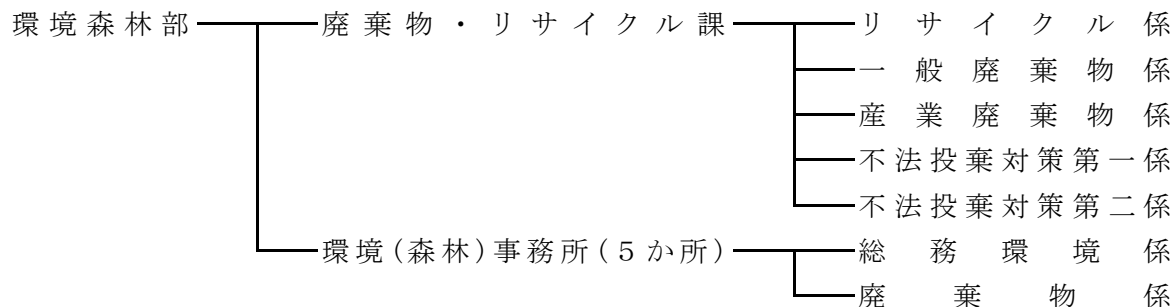 環境森林部 廃棄物・リサイクル課 リサイクル係
一般廃棄物係
産業廃棄物係
不法投棄対策第一係
不法投棄対策第二係
環境(森林)事務所(5か所) 総務環境係
廃棄物係